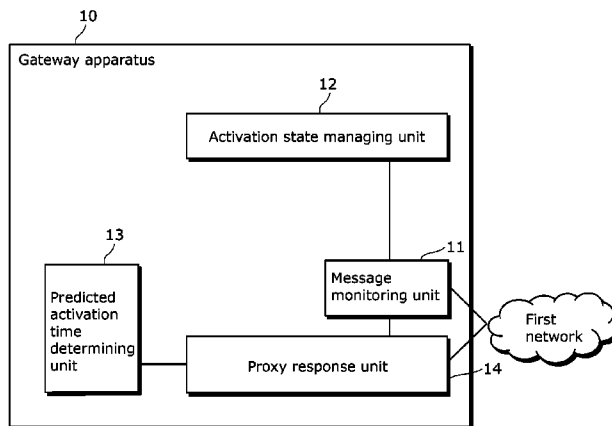 10
Gateway apparatus
12
Activation state managing unit
13
11
Predicted
activation
time
determining
unit
Message
monitoring unit
First
network
Proxy response unit
14